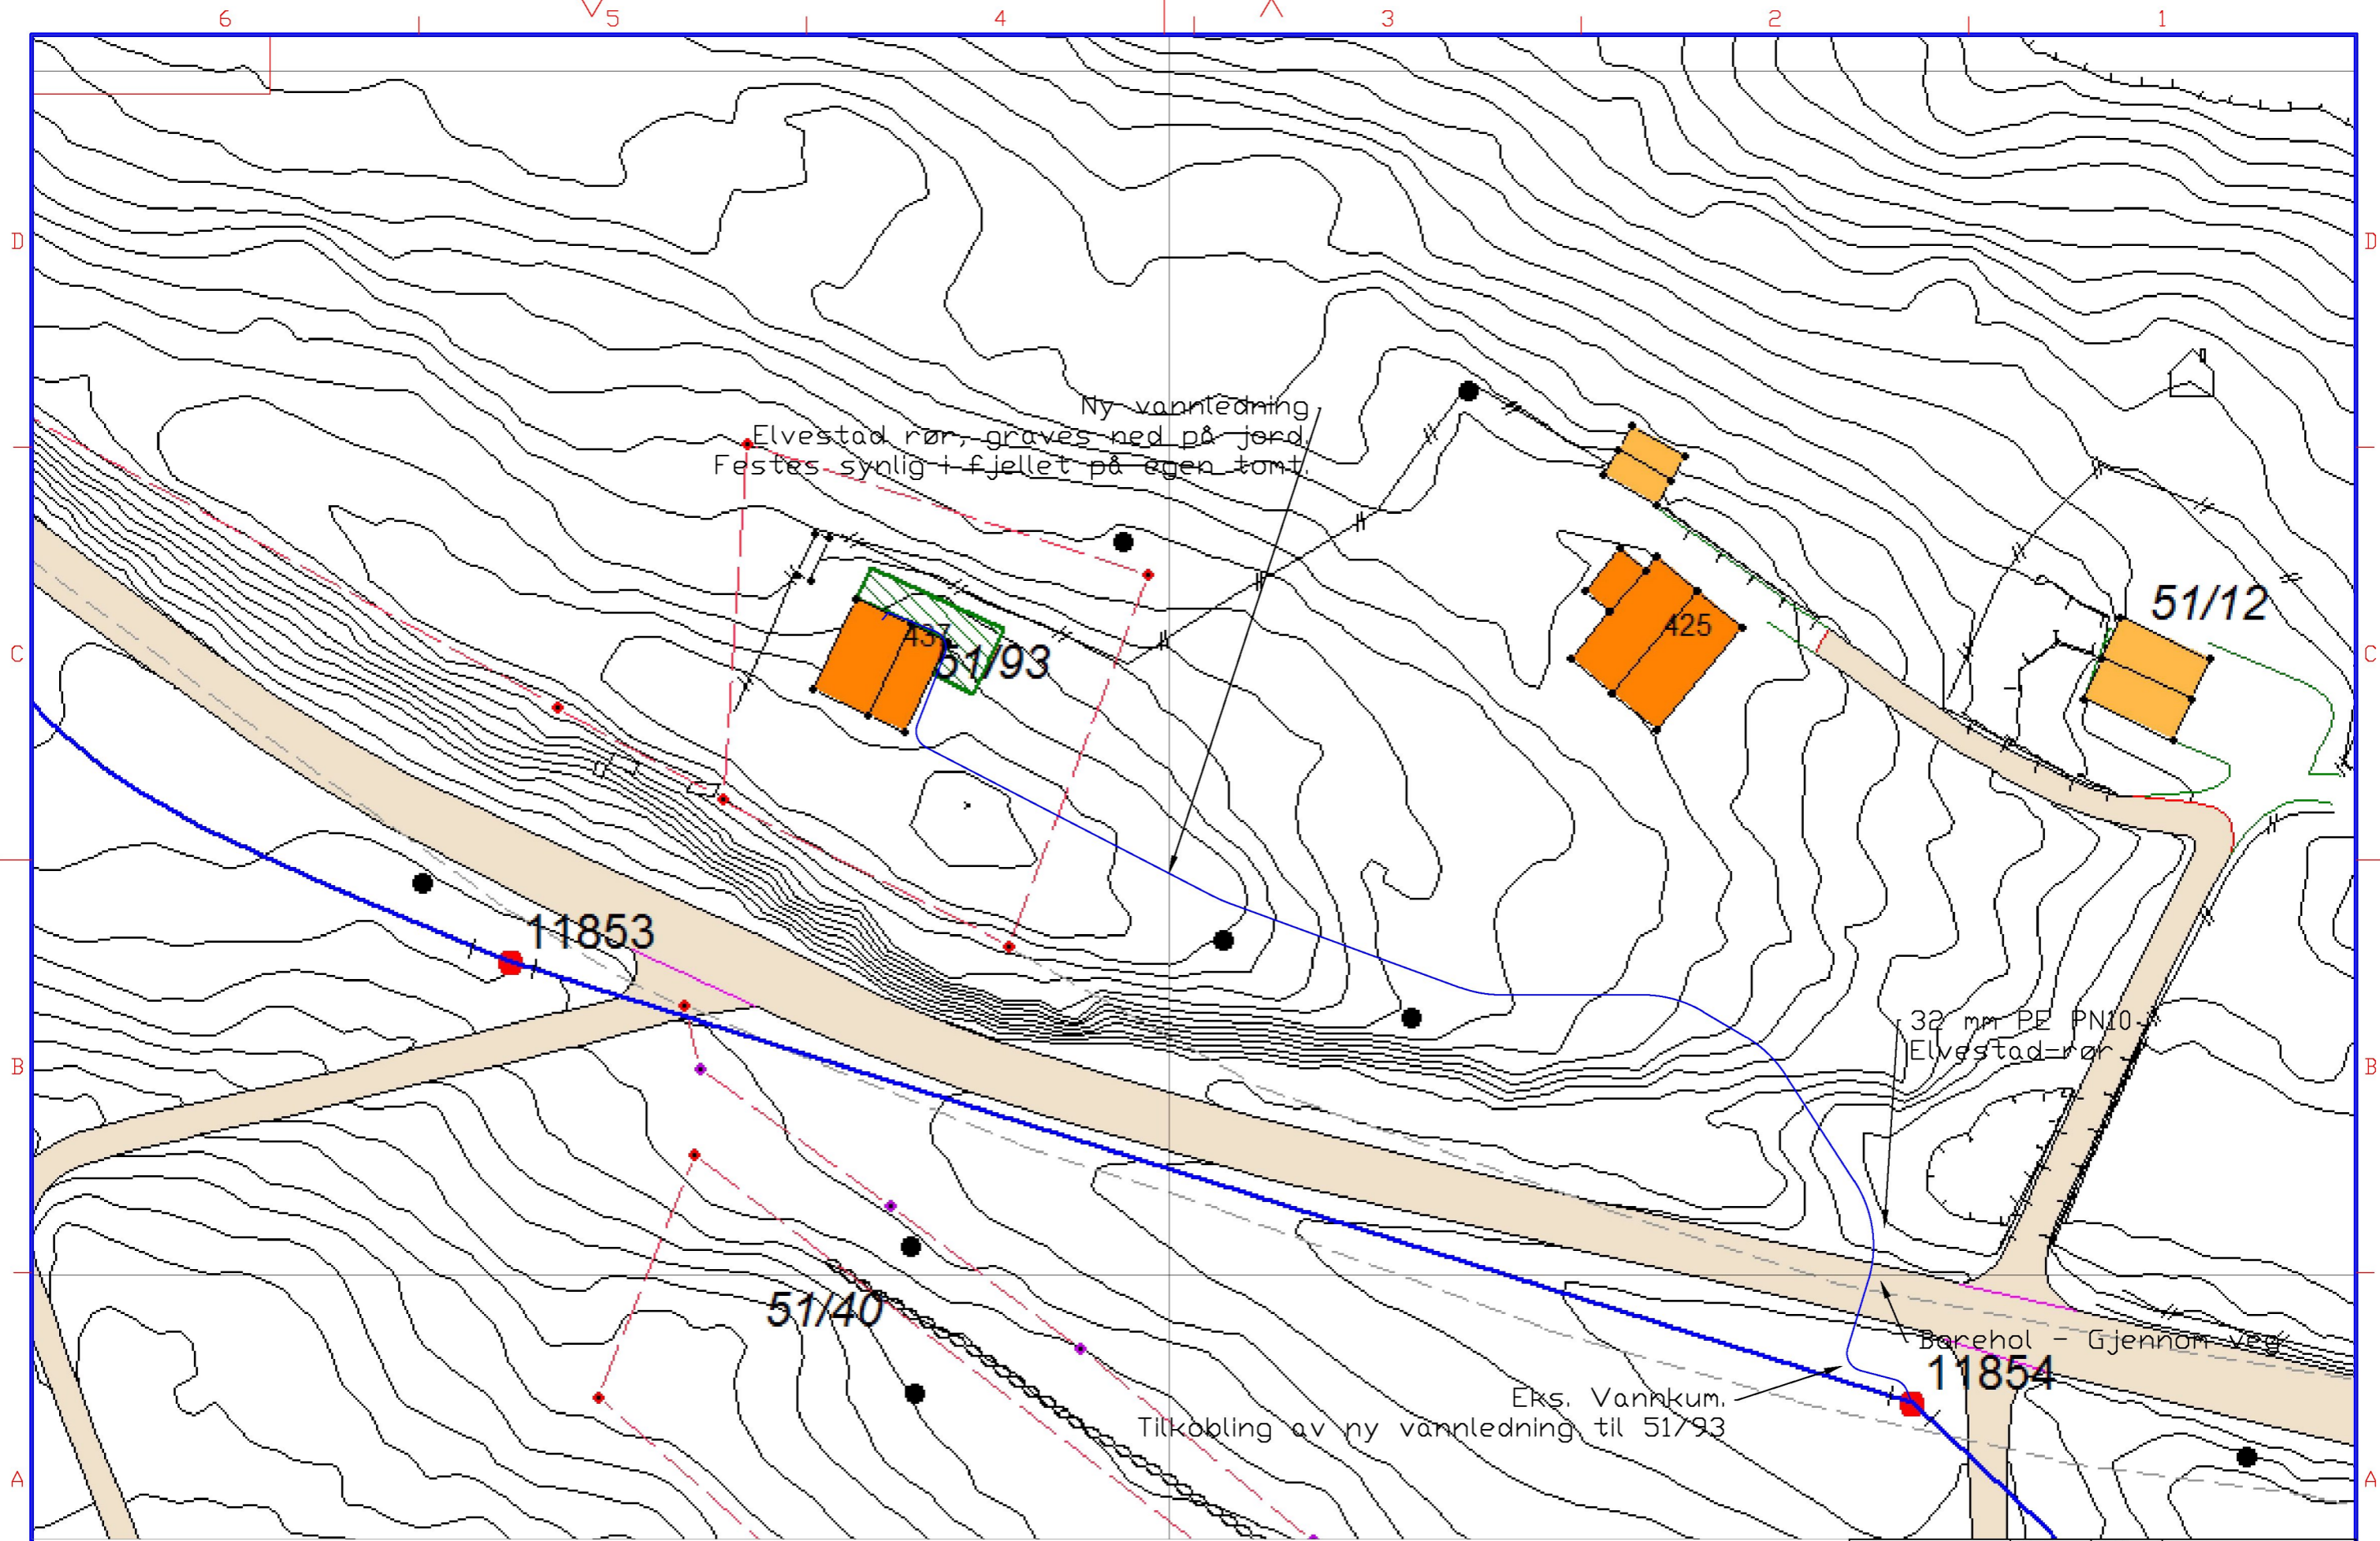 6 5 4 3 2 1
D D
Ny vannledning
Elvestad rør, graves ned på jord.
Festes synlig i fjellet på egen tomt.
51/12
437
425
51/93
C C
11853
32 mm PE PN10
Elvestad-rør
B B
51/40
Borehol - Gjennom veg
11854
Eks. Vannkum.
Tilkobling av ny vannledning til 51/93
A A